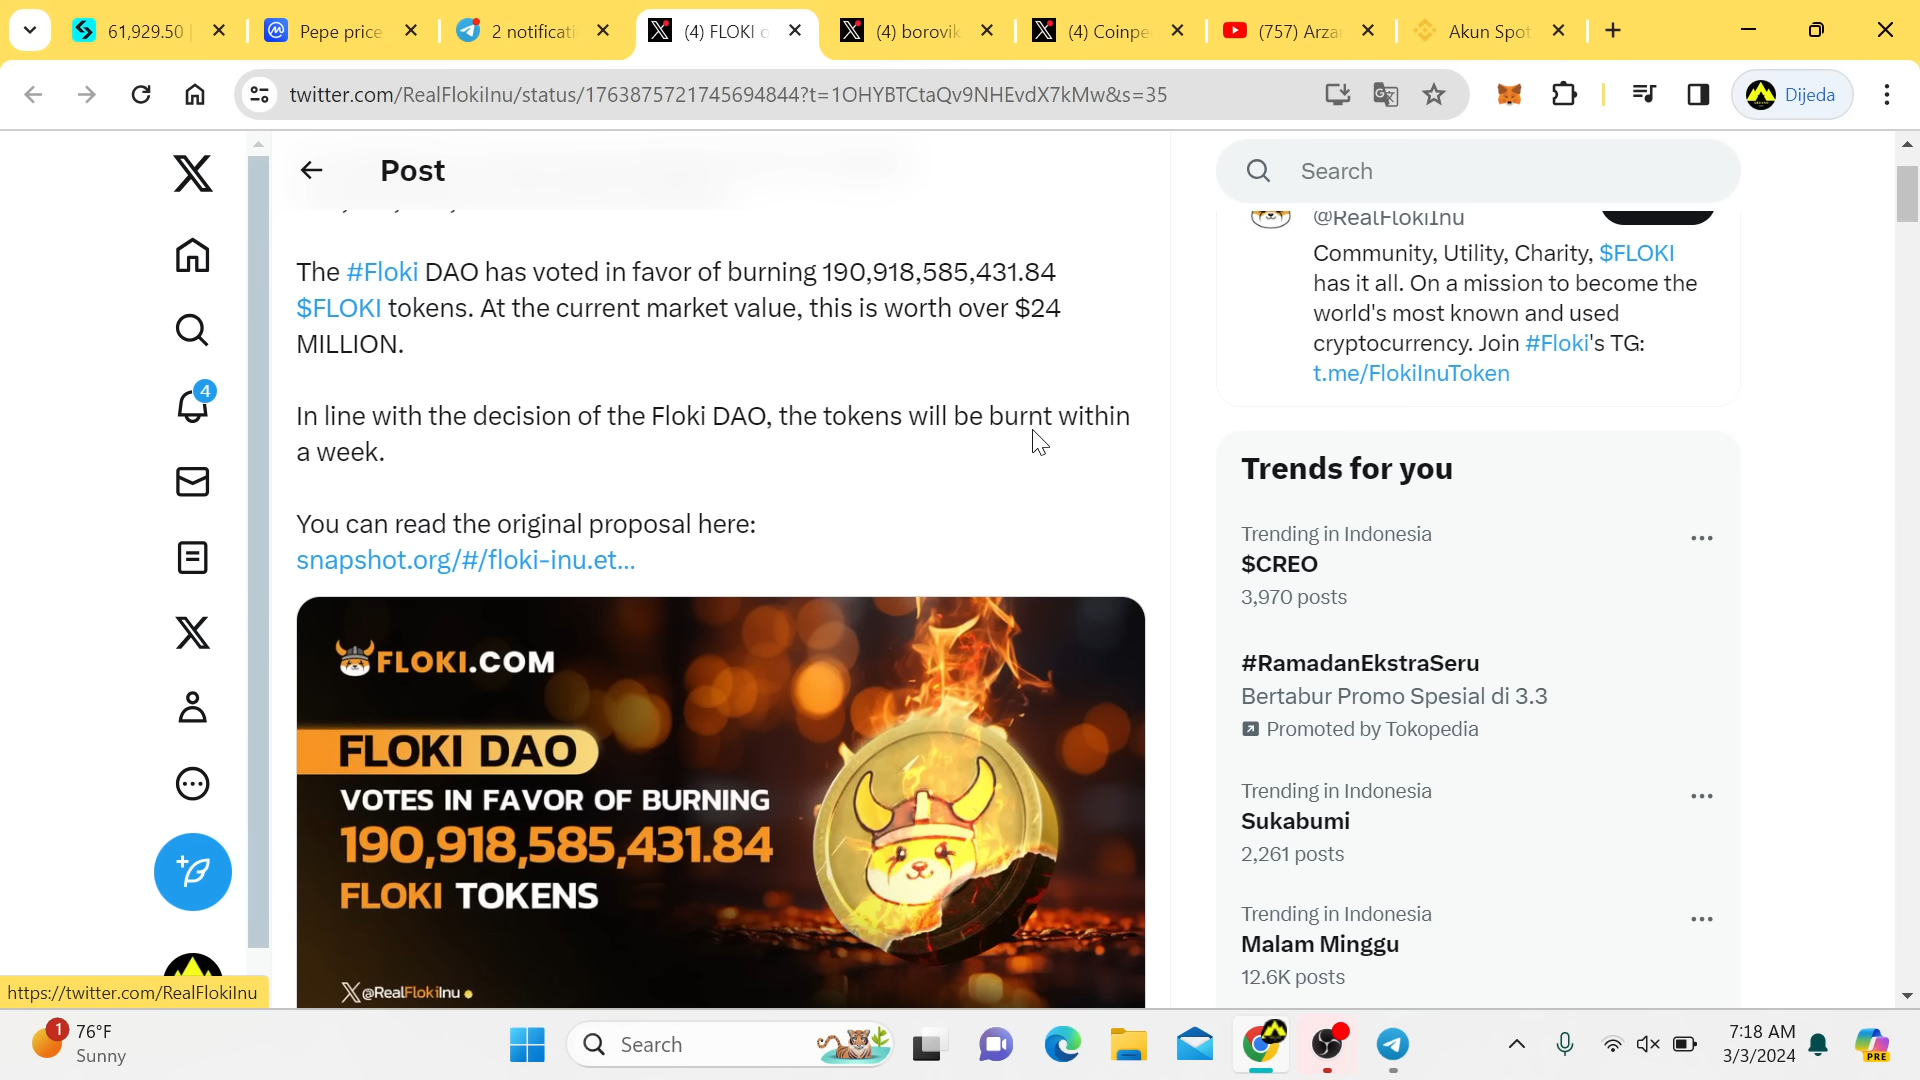 61,929.50
Pepe price
2 notificati
(4) FLOKI o
(4) borovik
(4) Coinpe
(757) Arza
Akun Spot
twitter.com/RealFlokiInu/status/1763875721745694844?t=1OHYBTCtaQv9NHEvdX7kMw&s=35
Dijeda
Post
Search
4
The #Floki DAO has voted in favor of burning 190,918,585,431.84
$FLOKI tokens. At the current market value, this is worth over $24
MILLION.
In line with the decision of the Floki DAO, the tokens will be burnt within
a week.
You can read the original proposal here:
snapshot.org/#/floki-inu.et...
FLOKI.COM
FLOKI DAO
VOTES IN FAVOR OF BURNING
190,918,585,431.84
FLOKI TOKENS
@RealFlokiInu
@RealFlokiInu
Community, Utility, Charity, $FLOKI
has it all. On a mission to become the
world's most known and used
cryptocurrency. Join #Floki's TG:
t.me/FlokiInuToken
Trends for you
Trending in Indonesia
$CREO
3,970 posts
#RamadanEkstraSeru
Bertabur Promo Spesial di 3.3
Promoted by Tokopedia
Trending in Indonesia
Sukabumi
2,261 posts
Trending in Indonesia
Malam Minggu
12.6K posts
https://twitter.com/RealFlokiInu
1
76°F
Sunny
Search
7:18 AM
3/3/2024
PRE